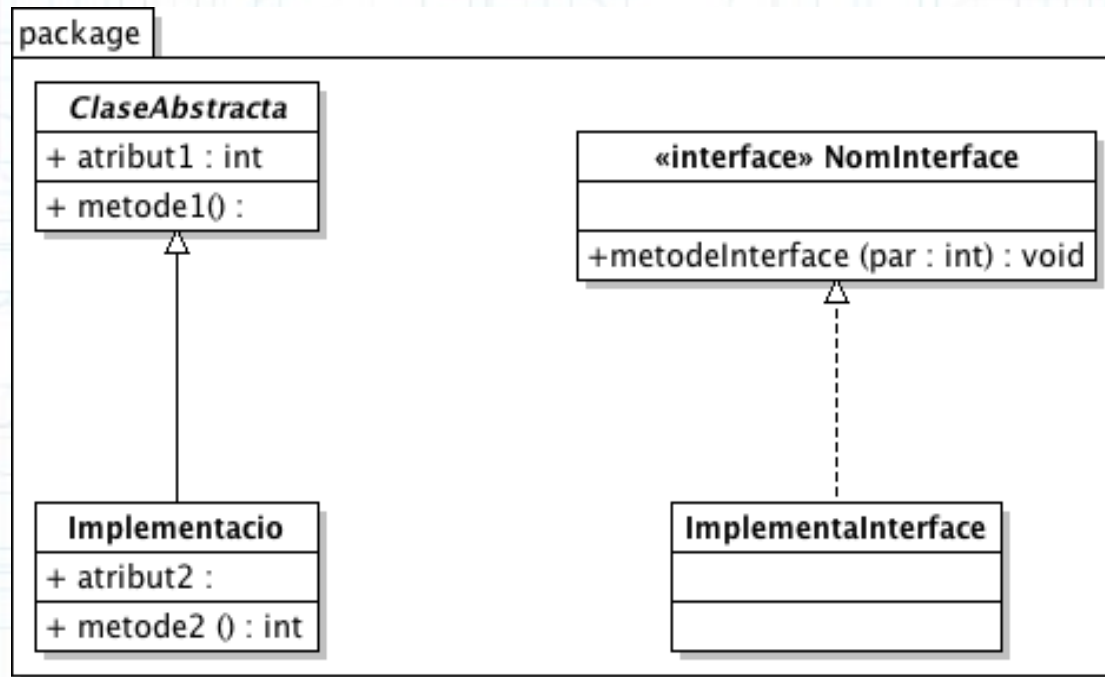 package
ClaseAbstracta
+ atribut1 : int
+ metode1() :
«interface» NomInterface
+metodeInterface (par : int) : void
Implementacio
+ atribut2 :
+ metode2 () : int
ImplementaInterface